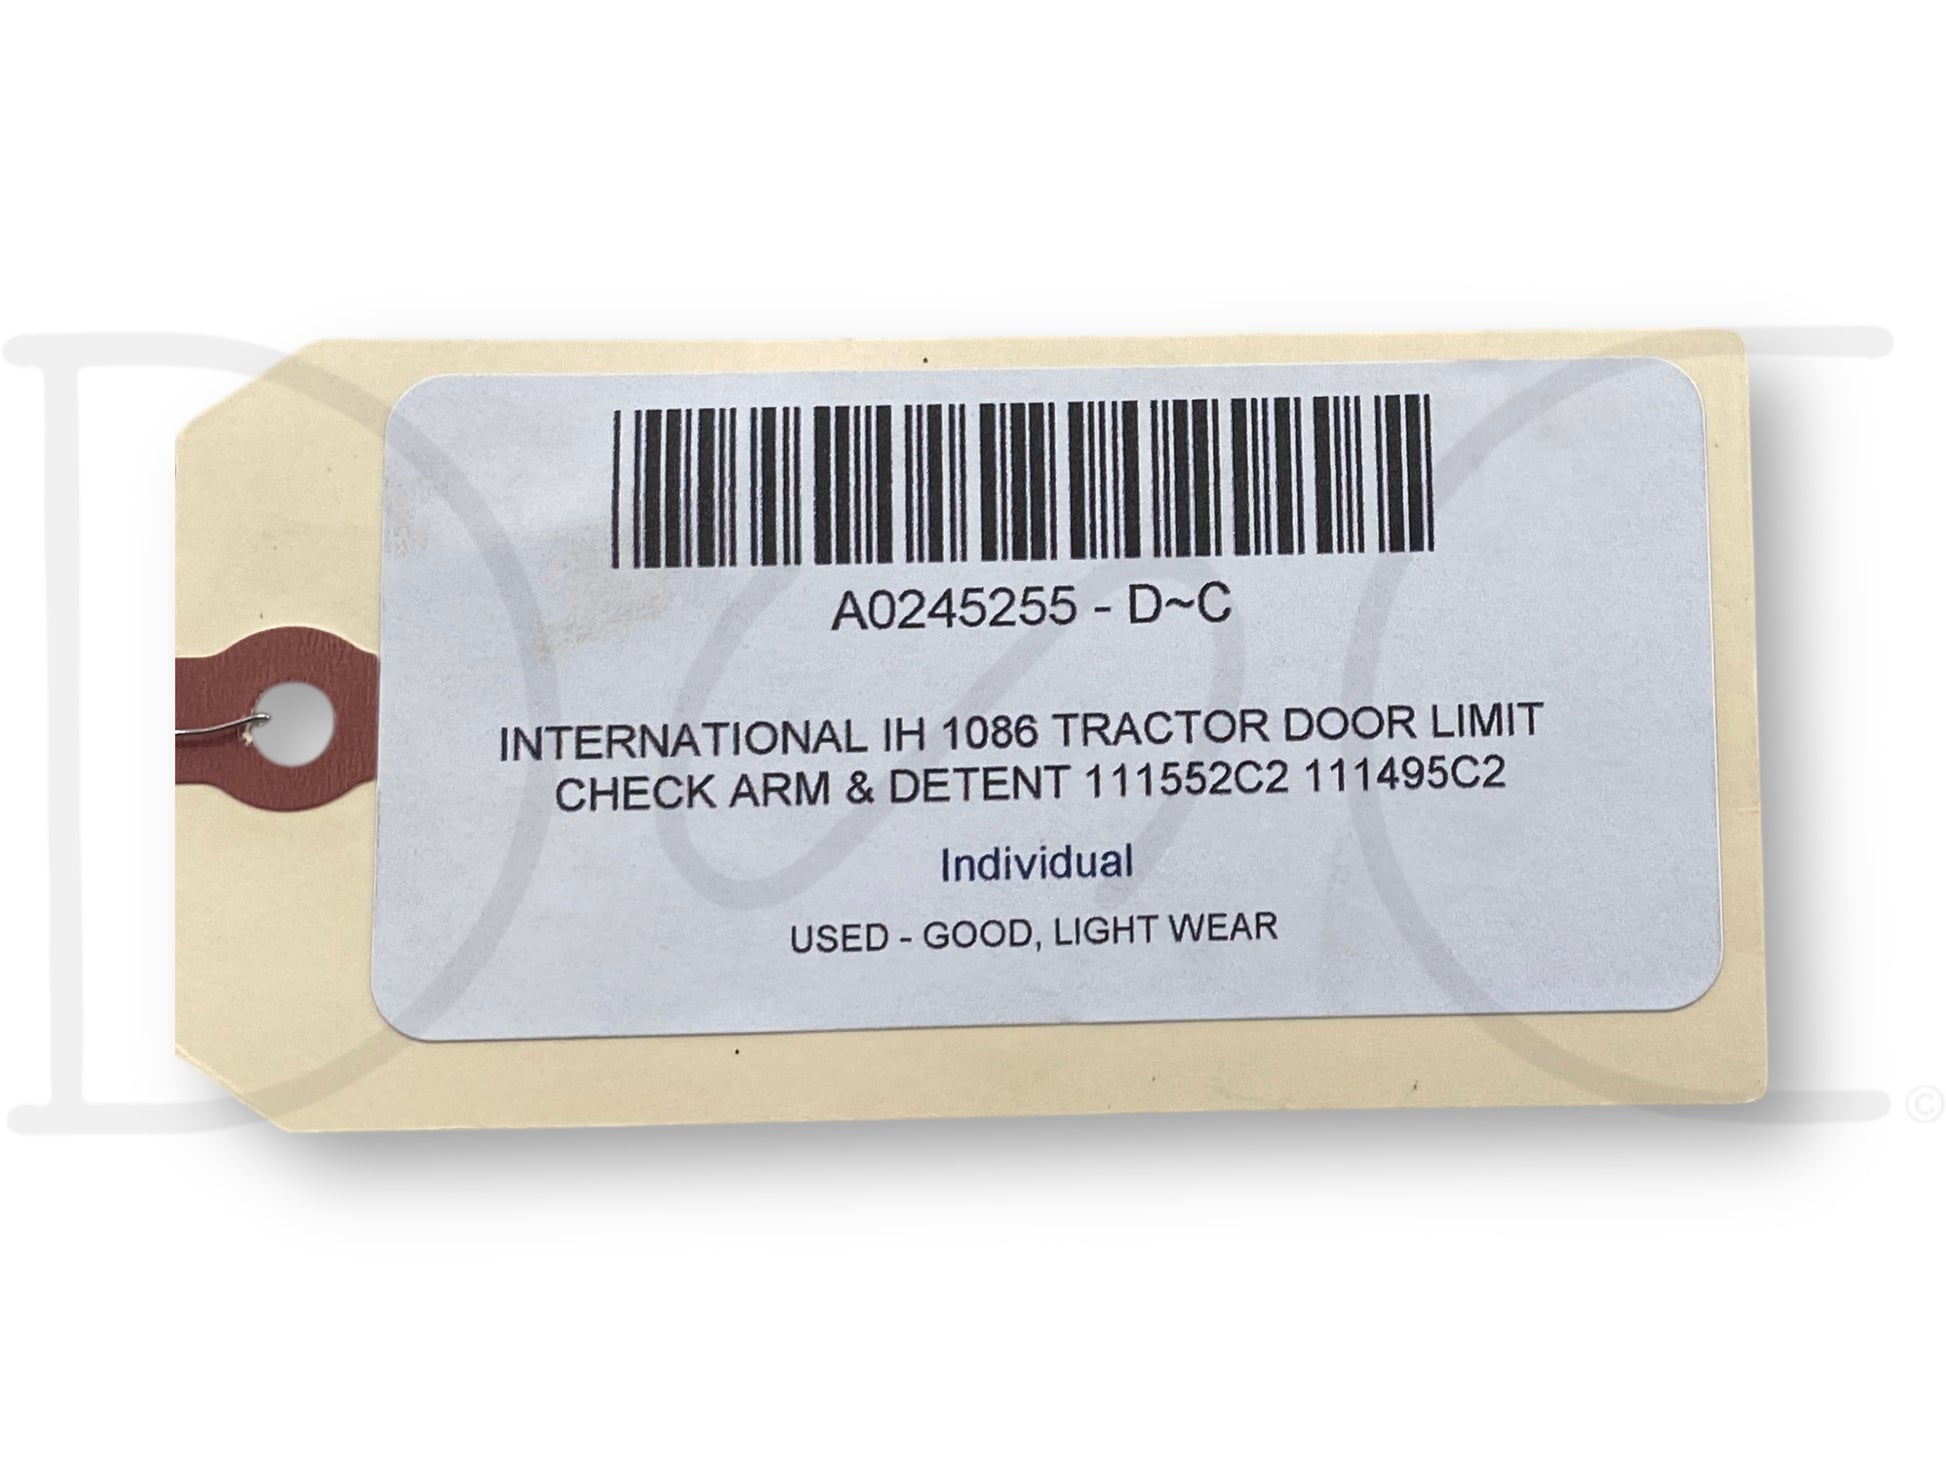 A0245255 - D~C
INTERNATIONAL IH 1086 TRACTOR DOOR LIMIT
CHECK ARM & DETENT 111552C2 111495C2
Individual
USED - GOOD, LIGHT WEAR
D~C
©